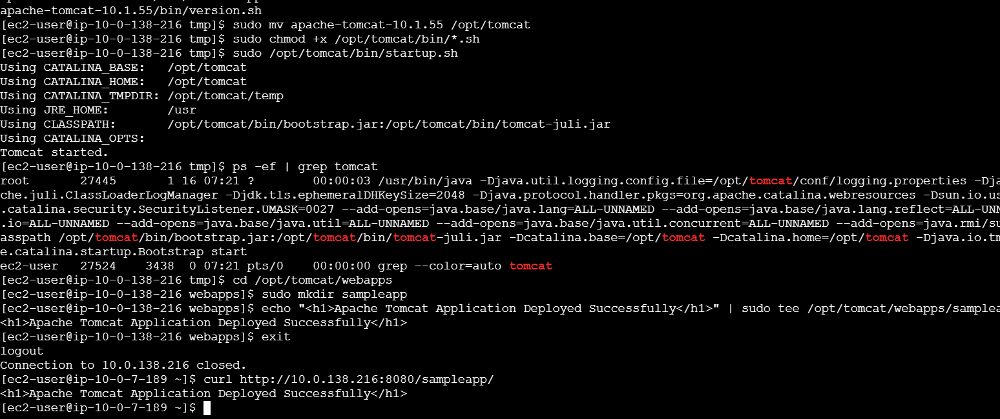 apache-tomcat-10.1.55/bin/version.sh
[ec2-user@ip-10-0-138-216 tmp]$ sudo mv apache-tomcat-10.1.55 /opt/tomcat
[ec2-user@ip-10-0-138-216 tmp]$ sudo chmod +x /opt/tomcat/bin/*.sh
[ec2-user@ip-10-0-138-216 tmp]$ sudo /opt/tomcat/bin/startup.sh
Using CATALINA_BASE:   /opt/tomcat
Using CATALINA_HOME:   /opt/tomcat
Using CATALINA_TMPDIR: /opt/tomcat/temp
Using JRE_HOME:        /usr
Using CLASSPATH:       /opt/tomcat/bin/bootstrap.jar:/opt/tomcat/bin/tomcat-juli.jar
Using CATALINA_OPTS:
Tomcat started.
[ec2-user@ip-10-0-138-216 tmp]$ ps -ef | grep tomcat
root       27445       1 16 07:21 ?        00:00:03 /usr/bin/java -Djava.util.logging.config.file=/opt/tomcat/conf/logging.properties -Dja
che.juli.ClassLoaderLogManager -Djdk.tls.ephemeralDHKeySize=2048 -Djava.protocol.handler.pkgs=org.apache.catalina.webresources -Dsun.io.us
.catalina.security.SecurityListener.UMASK=0027 --add-opens=java.base/java.lang=ALL-UNNAMED --add-opens=java.base/java.lang.reflect=ALL-UNN
.io=ALL-UNNAMED --add-opens=java.base/java.util=ALL-UNNAMED --add-opens=java.base/java.util.concurrent=ALL-UNNAMED --add-opens=java.rmi/su
asspath /opt/tomcat/bin/bootstrap.jar:/opt/tomcat/bin/tomcat-juli.jar -Dcatalina.base=/opt/tomcat -Dcatalina.home=/opt/tomcat -Djava.io.tm
e.catalina.startup.Bootstrap start
ec2-user   27524    3438  0 07:21 pts/0    00:00:00 grep --color=auto tomcat
[ec2-user@ip-10-0-138-216 tmp]$ cd /opt/tomcat/webapps
[ec2-user@ip-10-0-138-216 webapps]$ sudo mkdir sampleapp
[ec2-user@ip-10-0-138-216 webapps]$ echo "<h1>Apache Tomcat Application Deployed Successfully</h1>" | sudo tee /opt/tomcat/webapps/samplea
<h1>Apache Tomcat Application Deployed Successfully</h1>
[ec2-user@ip-10-0-138-216 webapps]$ exit
logout
Connection to 10.0.138.216 closed.
[ec2-user@ip-10-0-7-189 ~]$ curl http://10.0.138.216:8080/sampleapp/
<h1>Apache Tomcat Application Deployed Successfully</h1>
[ec2-user@ip-10-0-7-189 ~]$